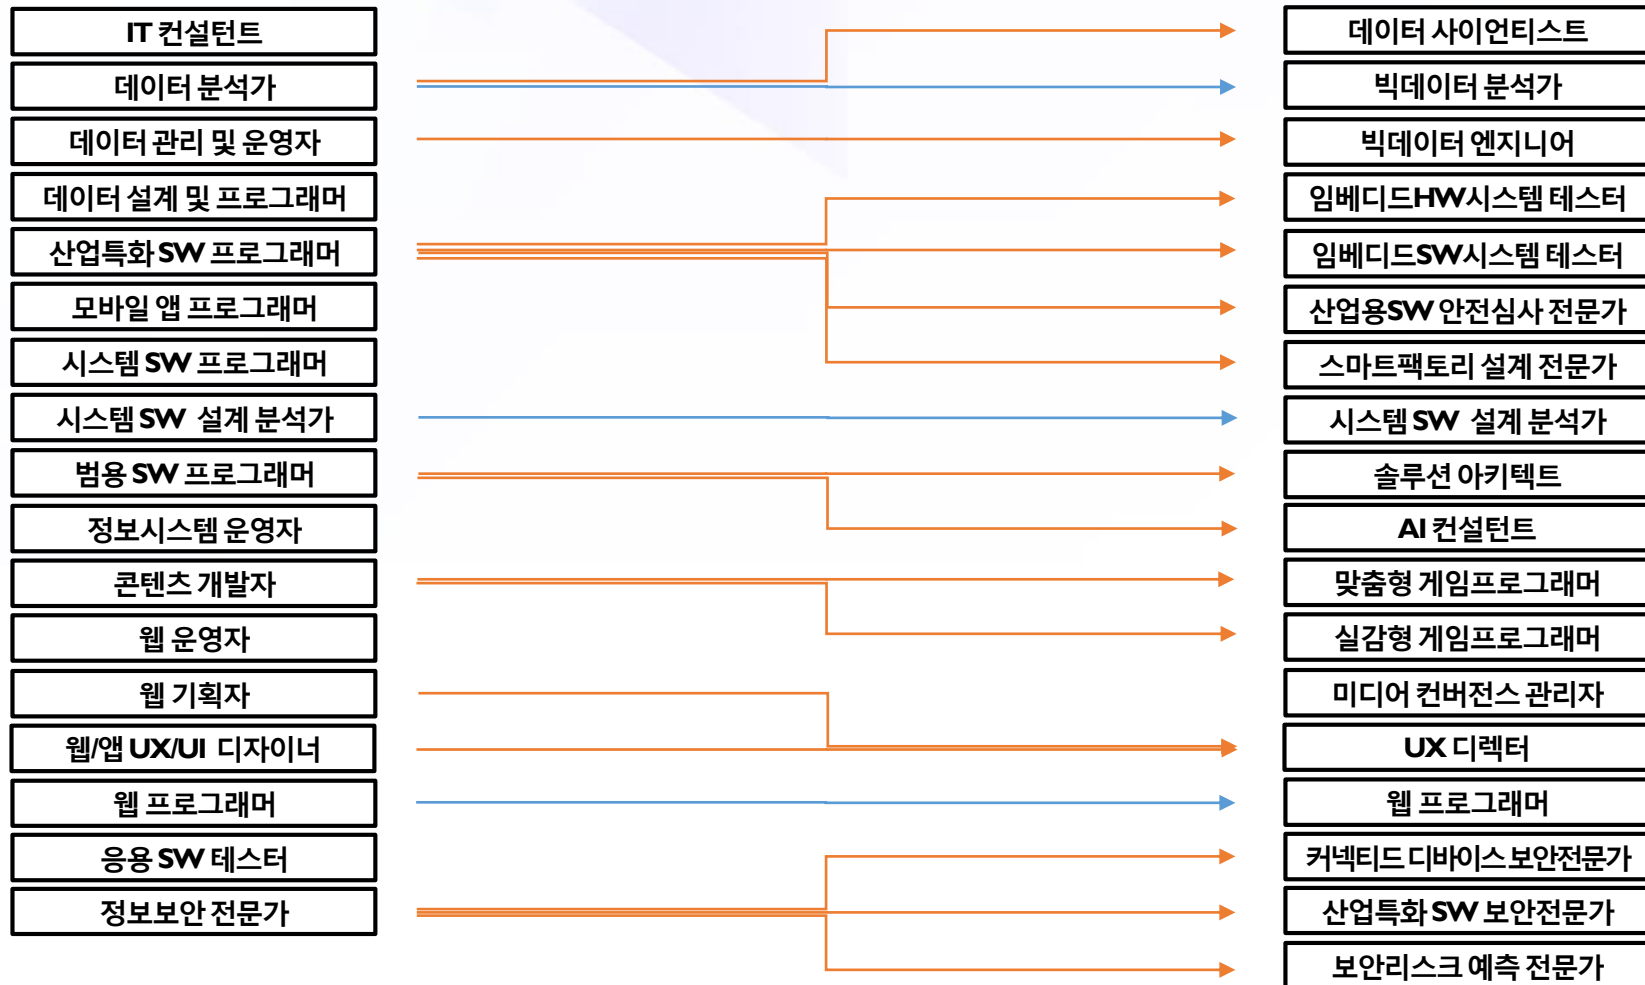 IT 컨설턴트
데이터 분석가
데이터 관리 및 운영자
데이터 설계 및 프로그래머
산업특화 SW 프로그래머
모바일 앱 프로그래머
시스템 SW 프로그래머
시스템 SW 설계 분석가
범용 SW 프로그래머
정보시스템 운영자
콘텐츠 개발자
웹 운영자
웹 기획자
웹/앱 UX/UI 디자이너
웹 프로그래머
응용 SW 테스터
정보보안 전문가
데이터 사이언티스트
빅데이터 분석가
빅데이터 엔지니어
임베디드HW시스템 테스터
임베디드SW시스템 테스터
산업용SW 안전심사 전문가
스마트팩토리 설계 전문가
시스템 SW 설계 분석가
솔루션 아키텍트
AI 컨설턴트
맞춤형 게임프로그래머
실감형 게임프로그래머
미디어 컨버전스 관리자
UX 디렉터
웹 프로그래머
커넥티드 디바이스 보안전문가
산업특화 SW 보안전문가
보안리스크 예측 전문가